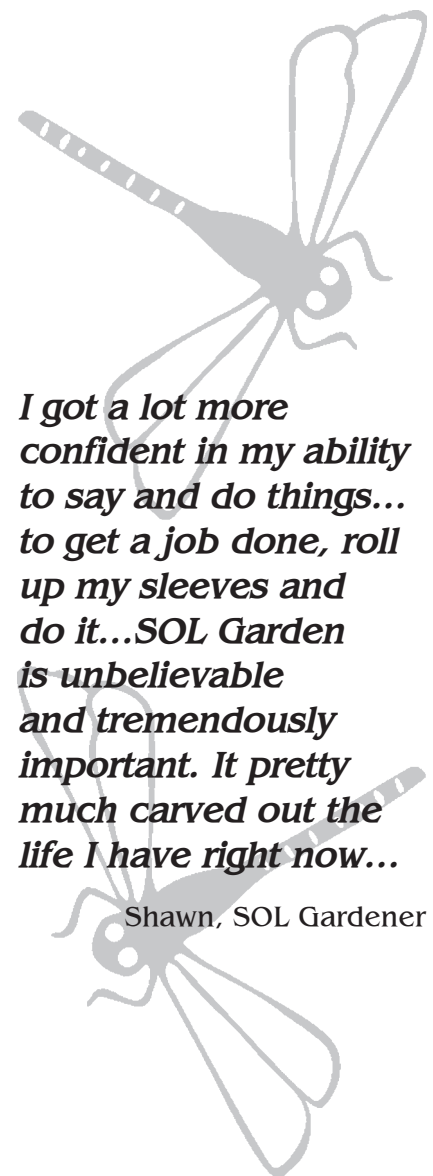 I got a lot more
confident in my ability
to say and do things…
to get a job done, roll
up my sleeves and
do it…SOL Garden
is unbelievable
and tremendously
important. It pretty
much carved out the
life I have right now…
Shawn, SOL Gardener